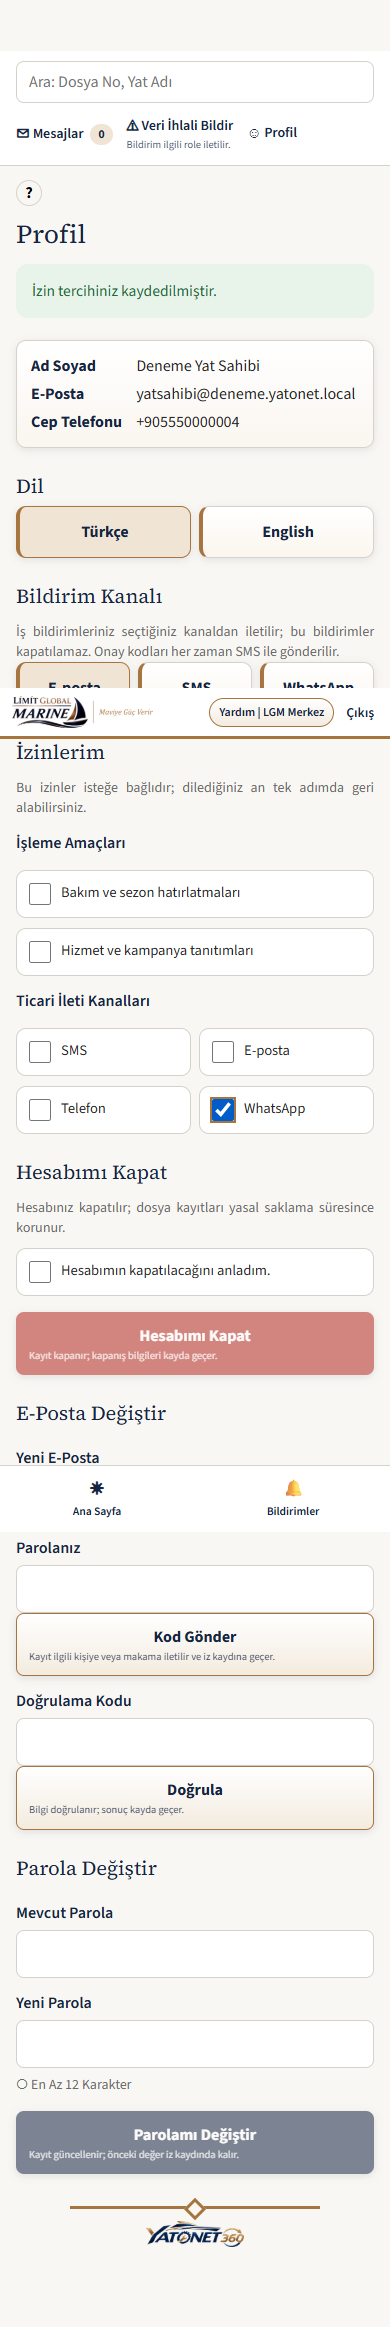 Ara: Dosya No, Yat Adı
Mesajlar 0
Veri İhlali Bildir
Bildirim ilgili role iletilir.
Profil
?
Profil
İzin tercihiniz kaydedilmiştir.
Ad Soyad Deneme Yat Sahibi
E-Posta yatsahibi@deneme.yatonet.local
Cep Telefonu +905550000004
Dil
Türkçe English
Bildirim Kanalı
İş bildirimleriniz seçtiğiniz kanaldan iletilir; bu bildirimler
kapatılamaz. Onay kodları her zaman SMS ile gönderilir.
E-posta SMS WhatsApp
LİMİT GLOBAL
MARINE
Maviye Güç Verir
Yardım | LGM Merkez
Çıkış
İzinlerim
Bu izinler isteğe bağlıdır; dilediğiniz an tek adımda geri
alabilirsiniz.
İşleme Amaçları
Bakım ve sezon hatırlatmaları
Hizmet ve kampanya tanıtımları
Ticari İleti Kanalları
SMS E-posta
Telefon WhatsApp
Hesabımı Kapat
Hesabınız kapatılır; dosya kayıtları yasal saklama süresince
korunur.
Hesabımın kapatılacağını anladım.
Hesabımı Kapat
Kayıt kapanır; kapanış bilgileri kayda geçer.
E-Posta Değiştir
Yeni E-Posta
Ana Sayfa Bildirimler
Parolanız
Kod Gönder
Kayıt ilgili kişiye veya makama iletilir ve iz kaydına geçer.
Doğrulama Kodu
Doğrula
Bilgi doğrulanır; sonuç kayda geçer.
Parola Değiştir
Mevcut Parola
Yeni Parola
En Az 12 Karakter
Parolamı Değiştir
Kayıt güncellenir; önceki değer iz kaydında kalır.
YATONET360